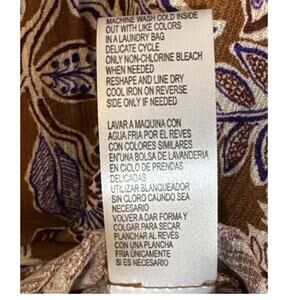 MACHINE WASH COLD INSIDE
OUT WITH LIKE COLORS
IN A LAUNDRY BAG
DELICATE CYCLE
ONLY NON-CHLORINE BLEACH
WHEN NEEDED
RESHAPE AND LINE DRY
COOL IRON ON REVERSE
SIDE ONLY IF NEEDED
LAVAR A MAQUINA CON
AGUA FRIA POR EL REVES
CON COLORES SIMILARES
EN UNA BOLSA DE LAVANDERIA
EN CICLO DE PRENDAS
DELICADAS
UTILIZAR BLANQUEADOR
SIN CLORO CAUNDO SEA
NECESARIO
VOLVER A DAR FORMA Y
COLGAR PARA SECAR
PLANCHAR AL REVÉS
CON UNA PLANCHA
FRIA ÚNICAMENTE
SI ES NECESARIO